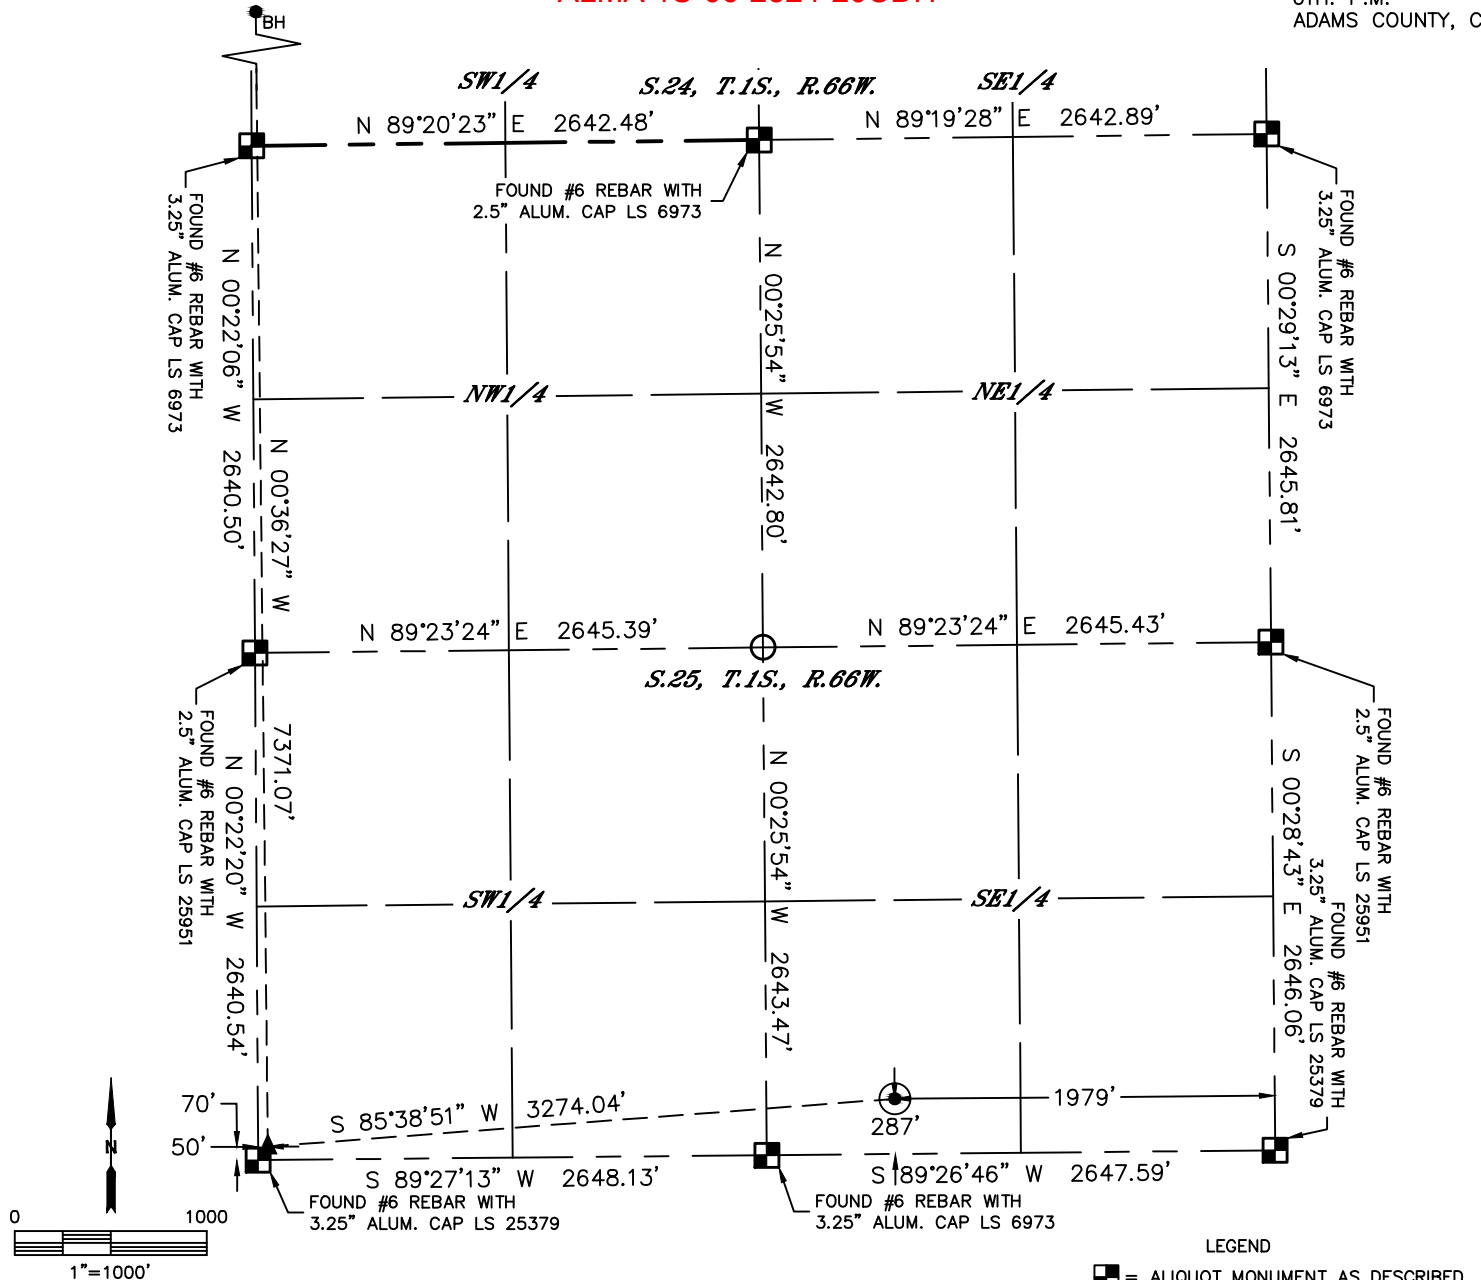 ADAMS COUNTY, C
BH
SW1/4
S.24, T.1S., R.66W.
SE1/4
N 89°20'23" E 2642.48'
N 89°19'28" E 2642.89'
FOUND #6 REBAR WITH
3.25" ALUM. CAP LS 6973
FOUND #6 REBAR WITH
2.5" ALUM. CAP LS 6973
FOUND #6 REBAR WITH
3.25" ALUM. CAP LS 6973
N 00°22'06" W 2640.50'
N 00°25'54" W 2642.80'
S 00°29'13" E 2645.81'
NW1/4
NE1/4
N 00°36'27" W
7371.07'
N 89°23'24" E 2645.39'
N 89°23'24" E 2645.43'
S.25, T.1S., R.66W.
FOUND #6 REBAR WITH
2.5" ALUM. CAP LS 25951
FOUND #6 REBAR WITH
2.5" ALUM. CAP LS 25951
N 00°22'20" W 2640.54'
N 00°25'54" W 2643.47'
S 00°28'43" E 2646.06'
SW1/4
SE1/4
FOUND #6 REBAR WITH
3.25" ALUM. CAP LS 25379
70'
50'
S 85°38'51" W 3274.04'
1979'
287'
S 89°27'13" W 2648.13'
S 89°26'46" W 2647.59'
FOUND #6 REBAR WITH
3.25" ALUM. CAP LS 25379
FOUND #6 REBAR WITH
3.25" ALUM. CAP LS 6973
N
0 1000
1"=1000'
LEGEND
= ALIQUOT MONUMENT AS DESCRIBED